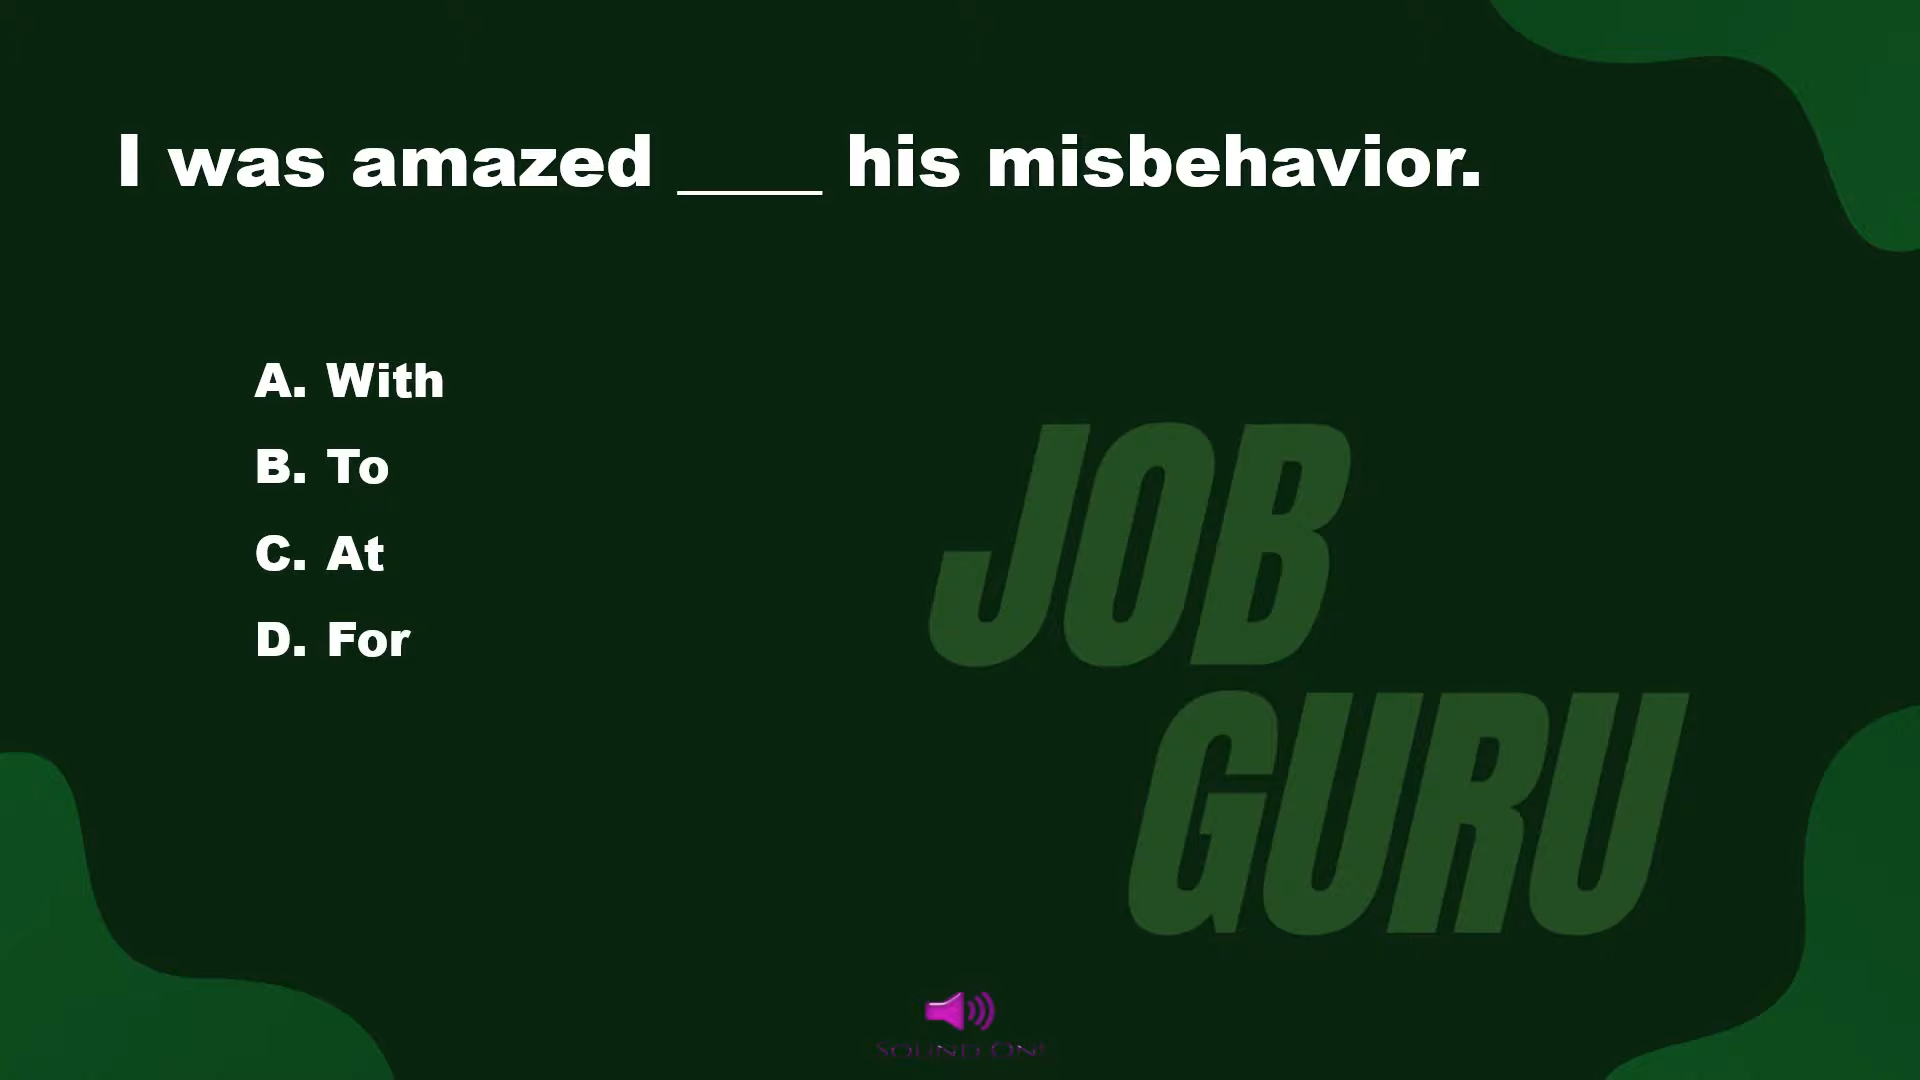 I was amazed ____ his misbehavior.
A. With
B. To
C. At
D. For
JOB
GURU
SOUND ON!